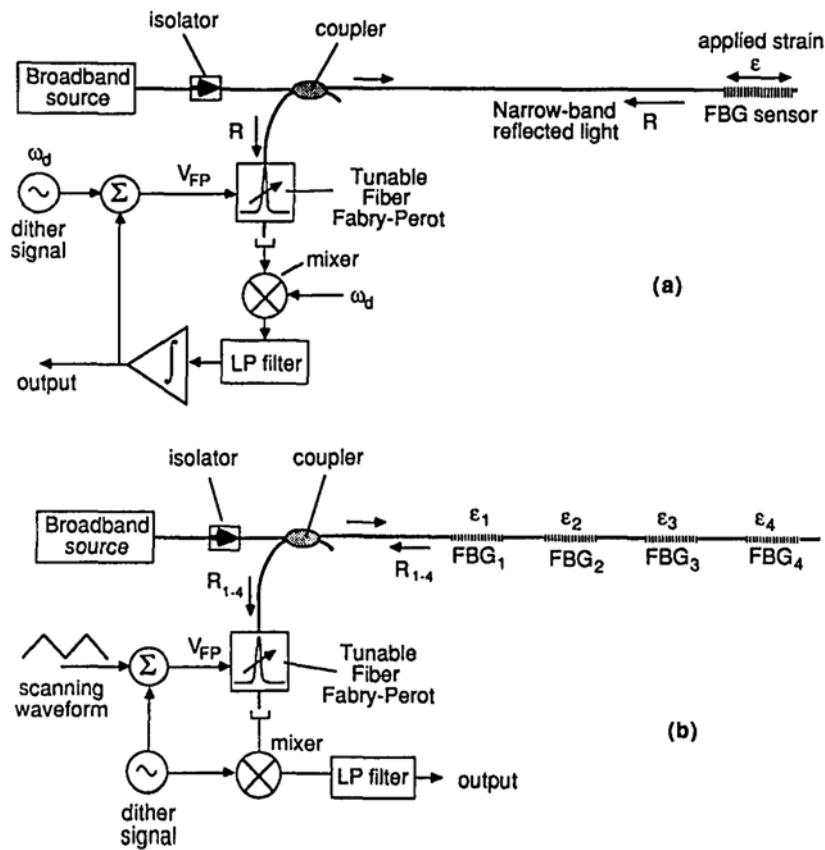 isolator
coupler
applied strain
ε
Broadband
source
Narrow-band
reflected light
R
FBG sensor
R
ω_d
Σ
V_FP
dither
signal
Tunable
Fiber
Fabry-Perot
mixer
ω_d
(a)
∫
LP filter
output
isolator
coupler
Broadband
source
ε_1 ε_2 ε_3 ε_4
R_1-4
FBG_1 FBG_2 FBG_3 FBG_4
R_1-4
Σ
V_FP
scanning
waveform
Tunable
Fiber
Fabry-Perot
(b)
mixer
LP filter
output
dither
signal